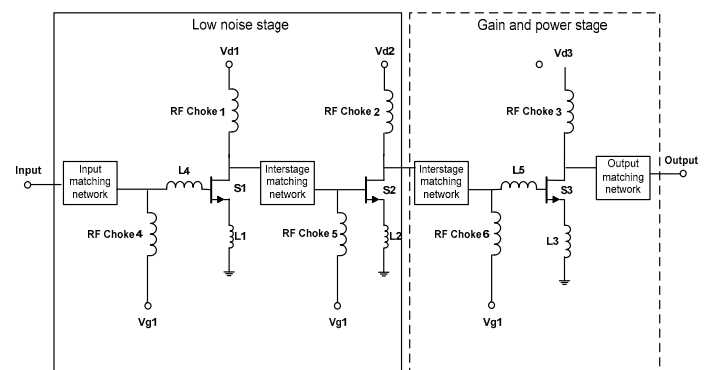 Low noise stage
Gain and power stage
Vd1
Vd2
Vd3
RF Choke 1
RF Choke 2
RF Choke 3
Input
Input
matching
network
L4
S1
Interstage
matching
network
S2
Interstage
matching
network
L5
S3
Output
matching
network
Output
RF Choke 4
L1
RF Choke 5
L2
RF Choke 6
L3
Vg1
Vg1
Vg1